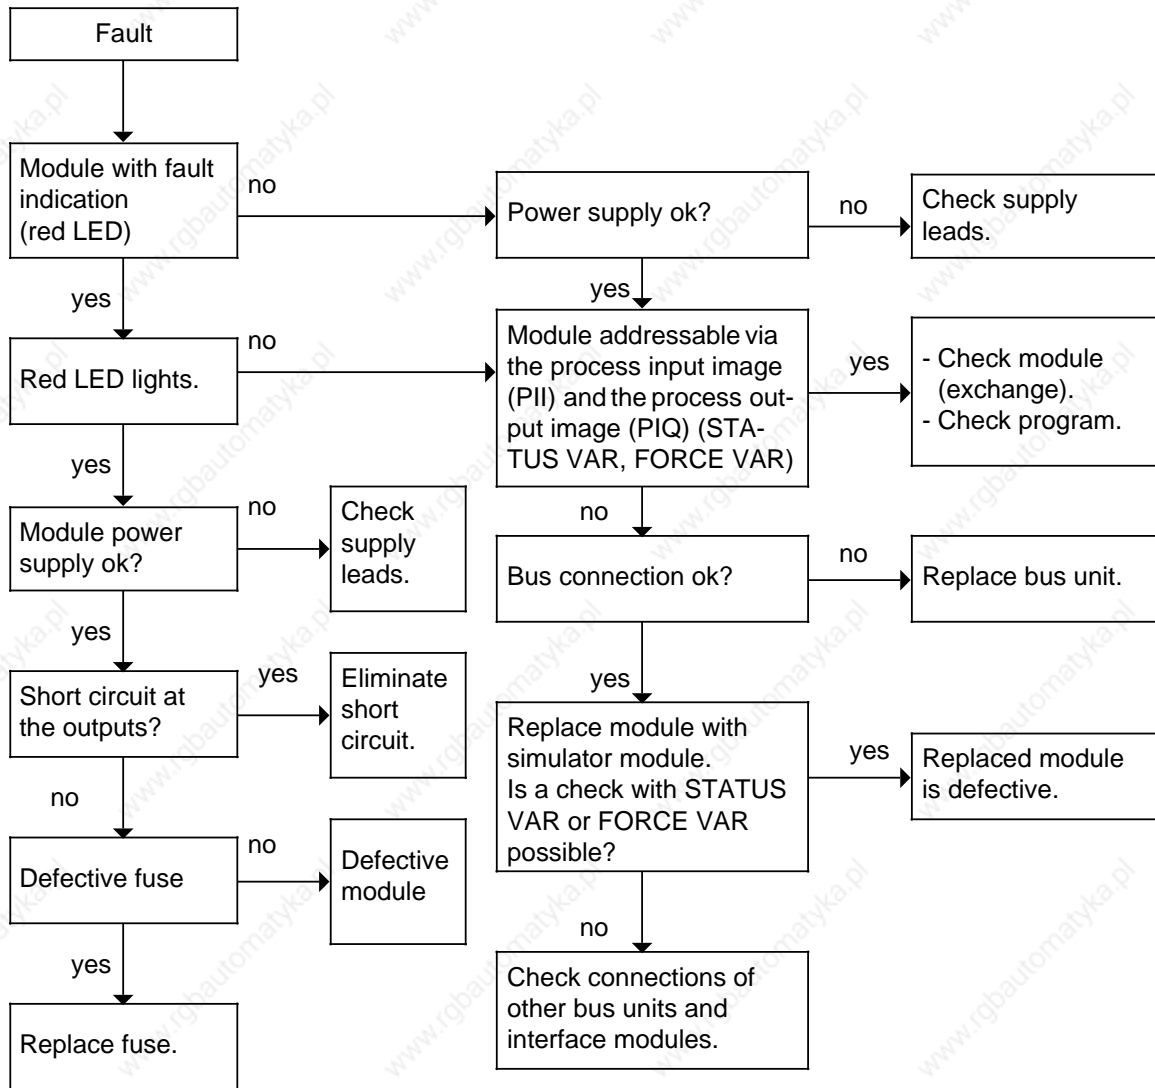 Fault
Module with fault
indication
(red LED)
no
Power supply ok?
no
Check supply
leads.
yes
yes
Red LED lights.
no
Module addressable via
the process input image
(PII) and the process out-
put image (PIQ) (STA-
TUS VAR, FORCE VAR)
yes
- Check module
(exchange).
- Check program.
yes
no
Module power
supply ok?
no
Check
supply
leads.
Bus connection ok?
no
Replace bus unit.
yes
yes
Short circuit at
the outputs?
yes
Eliminate
short
circuit.
Replace module with
simulator module.
Is a check with STATUS
VAR or FORCE VAR
possible?
yes
Replaced module
is defective.
no
Defective fuse
no
Defective
module
no
yes
Check connections of
other bus units and
interface modules.
Replace fuse.
www.rgbautomatyka.pl